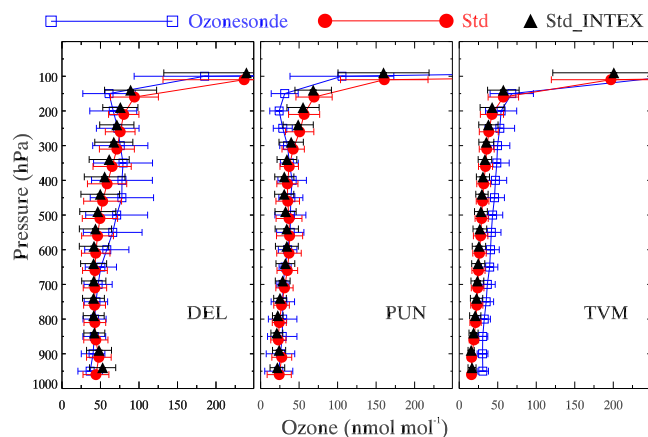 Ozonesonde Std Std_INTEX
Pressure (hPa)
100
200
300
400
500
600
700
800
900
1000
DEL PUN TVM
0 50 100 150 200 0 50 100 150 200 0 50 100 150 200
Ozone (nmol mol⁻¹)